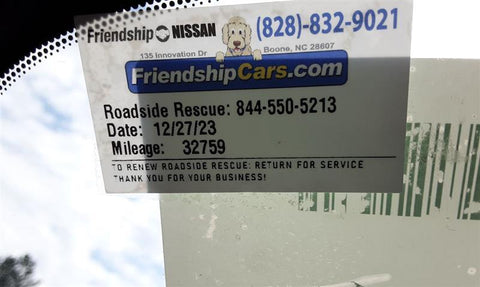 Friendship NISSAN (828)-832-9021
135 Innovation Dr Boone, NC 28607
FriendshipCars.com
Roadside Rescue: 844-550-5213
Date: 12/27/23
Mileage: 32759
TO RENEW ROADSIDE RESCUE: RETURN FOR SERVICE
THANK YOU FOR YOUR BUSINESS!